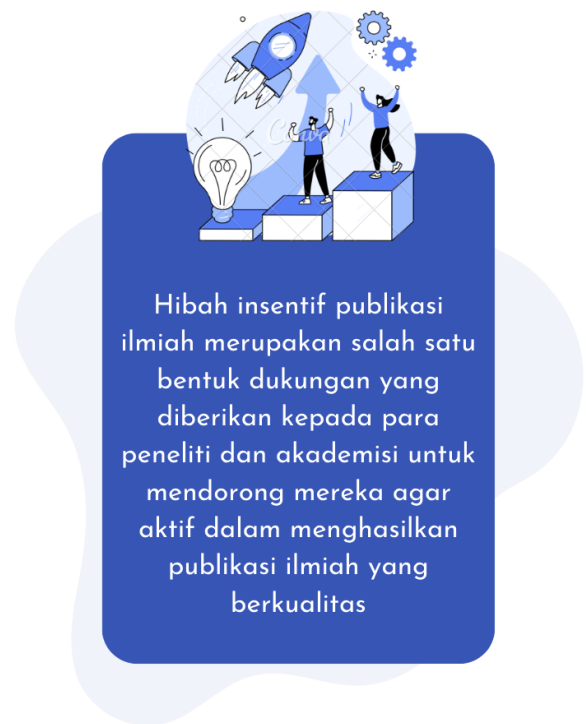 Canva
Hibah insentif publikasi
ilmiah merupakan salah satu
bentuk dukungan yang
diberikan kepada para
peneliti dan akademisi untuk
mendorong mereka agar
aktif dalam menghasilkan
publikasi ilmiah yang
berkualitas